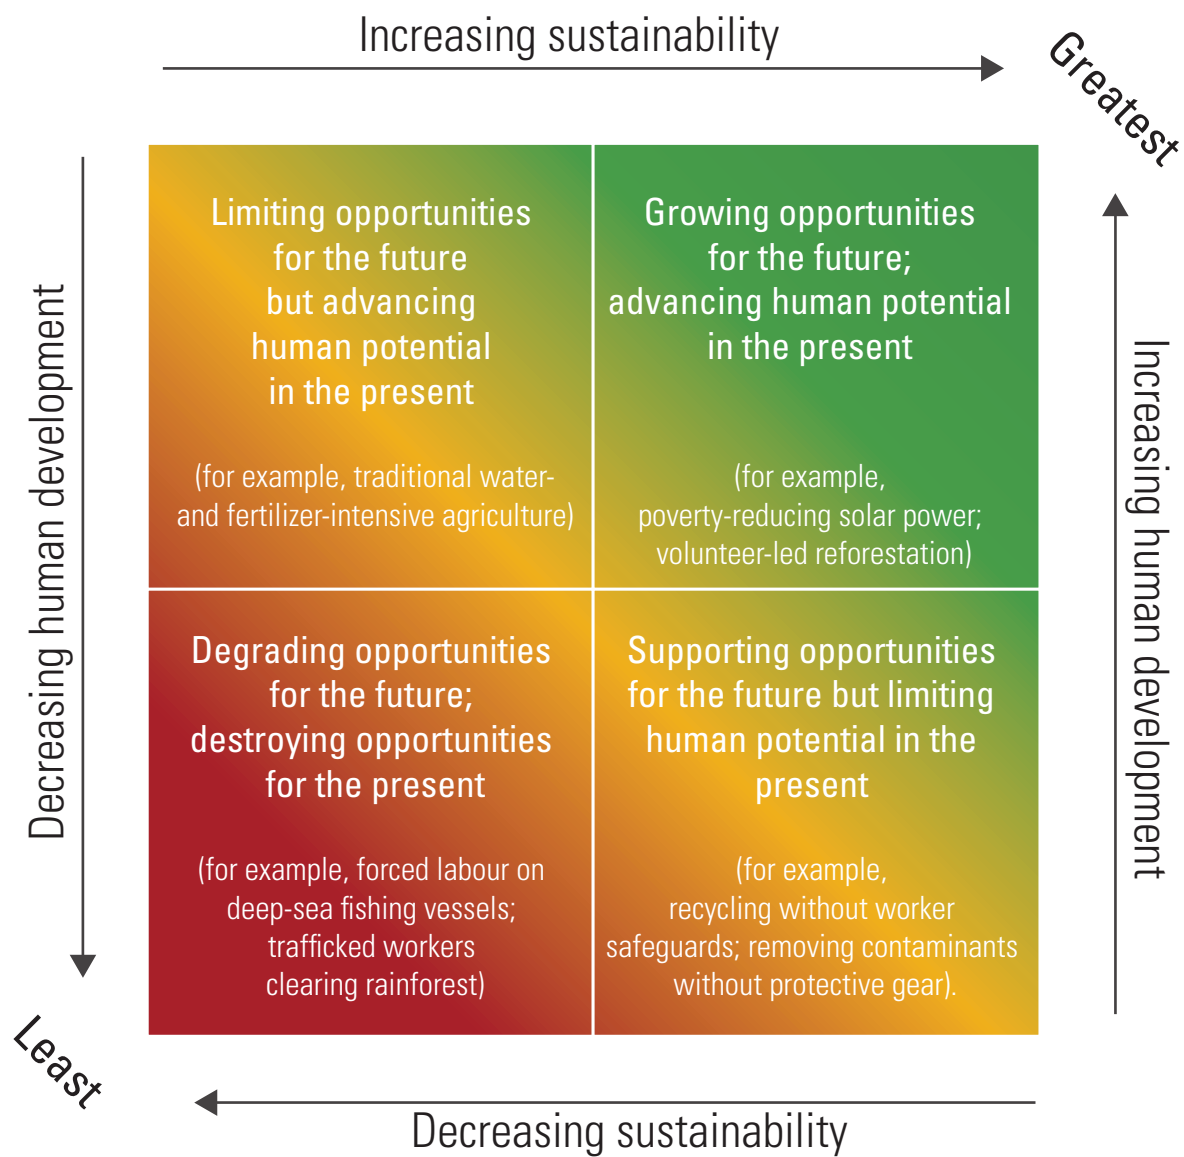 Increasing sustainability
Greatest
Decreasing human development
Limiting opportunities
for the future
but advancing
human potential
in the present
(for example, traditional water-
and fertilizer-intensive agriculture)
Growing opportunities
for the future;
advancing human potential
in the present
(for example,
poverty-reducing solar power;
volunteer-led reforestation)
Increasing human development
Degrading opportunities
for the future;
destroying opportunities
for the present
(for example, forced labour on
deep-sea fishing vessels;
trafficked workers
clearing rainforest)
Supporting opportunities
for the future but limiting
human potential in the
present
(for example,
recycling without worker
safeguards; removing contaminants
without protective gear).
Least
Decreasing sustainability